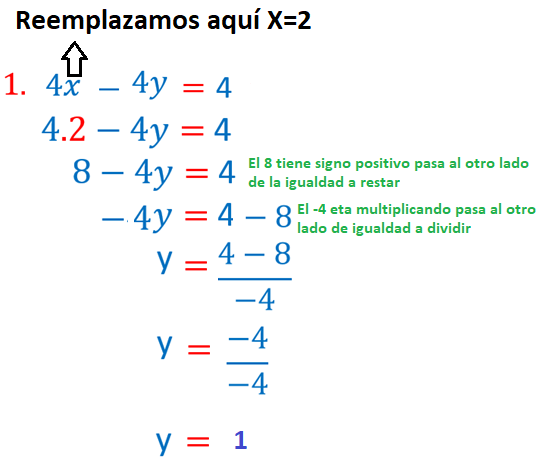 Reemplazamos aquí X=2
1. 4x − 4y = 4
4.2 − 4y = 4
8 − 4y = 4 El 8 tiene signo positivo pasa al otro lado
de la igualdad a restar
− 4y = 4 − 8 El -4 eta multiplicando pasa al otro
lado de igualdad a dividir
y = 4 − 8
−4
y = −4
−4
y = 1